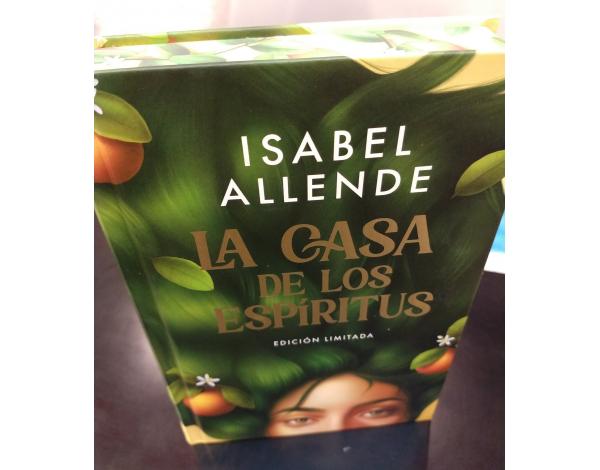 ISABEL
ALLENDE
LA CASA
DE LOS
ESPÍRITUS
EDICIÓN LIMITADA